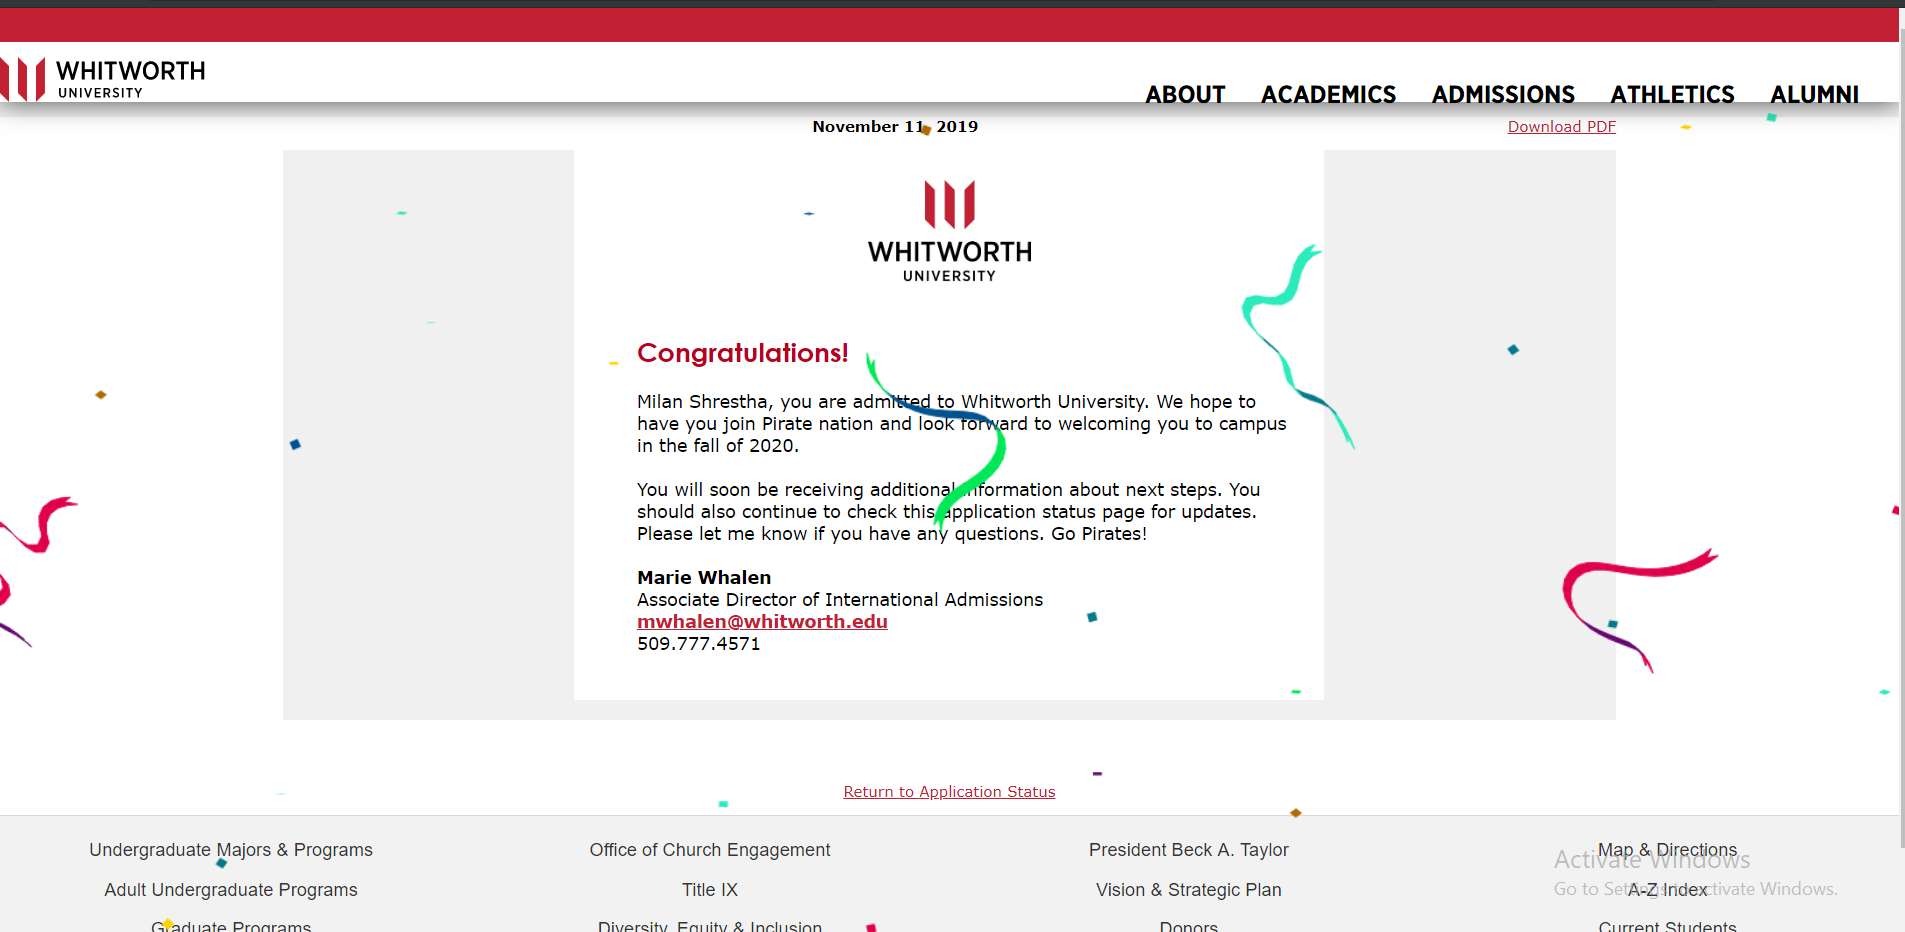 WHITWORTH
UNIVERSITY
ABOUT ACADEMICS ADMISSIONS ATHLETICS ALUMNI
November 11, 2019
Download PDF
WHITWORTH
UNIVERSITY
Congratulations!
Milan Shrestha, you are admitted to Whitworth University. We hope to
have you join Pirate nation and look forward to welcoming you to campus
in the fall of 2020.
You will soon be receiving additional information about next steps. You
should also continue to check this application status page for updates.
Please let me know if you have any questions. Go Pirates!
Marie Whalen
Associate Director of International Admissions
mwhalen@whitworth.edu
509.777.4571
Return to Application Status
Undergraduate Majors & Programs
Office of Church Engagement
President Beck A. Taylor
Map & Directions
Adult Undergraduate Programs
Title IX
Vision & Strategic Plan
A-Z Index
Graduate Programs
Diversity, Equity & Inclusion
Donors
Current Students
Activate Windows
Go to Settings to activate Windows.